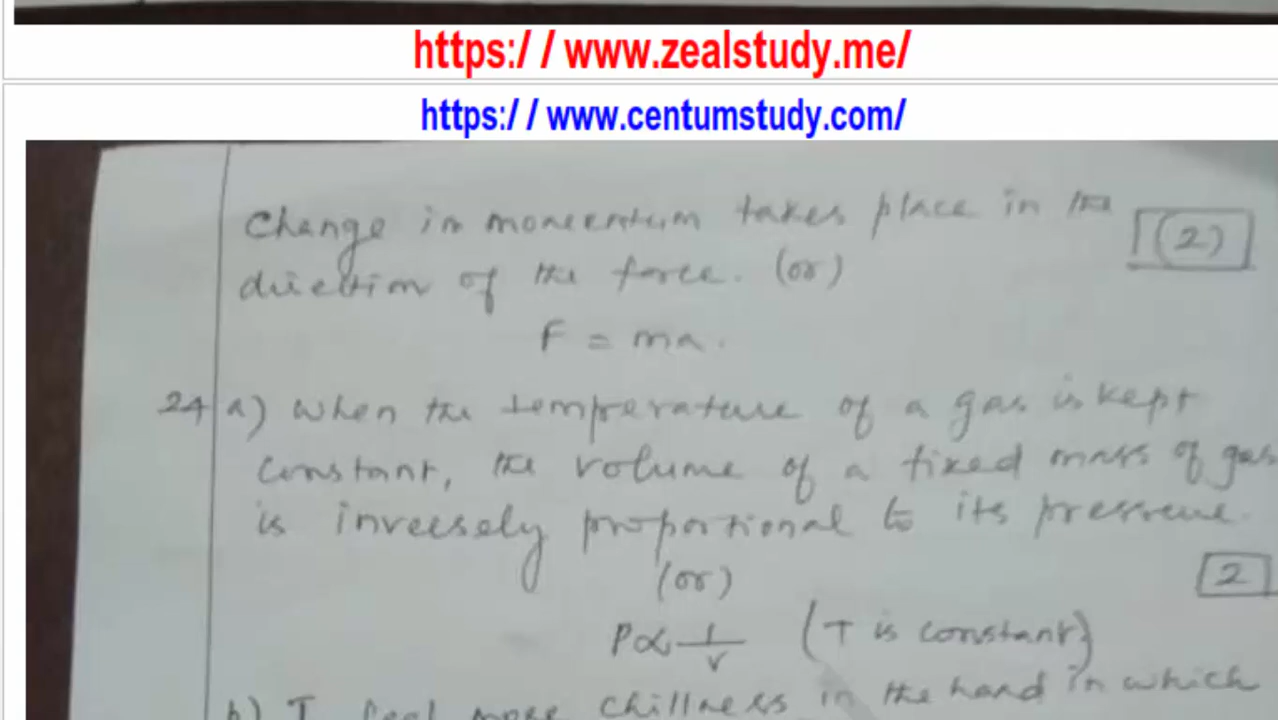 https:/ / www.zealstudy.me/
https:/ / www.centumstudy.com/
Change in momentum takes place in the
direction of the force. (or)
(2)
F = ma.
24 a) When the temperature of a gas is kept
constant, the volume of a fixed mass of gas
is inversely proportional to its pressure.
(or)
2
P∝ 1/V (T is constant)
b) I feel more chillness in the hand in which